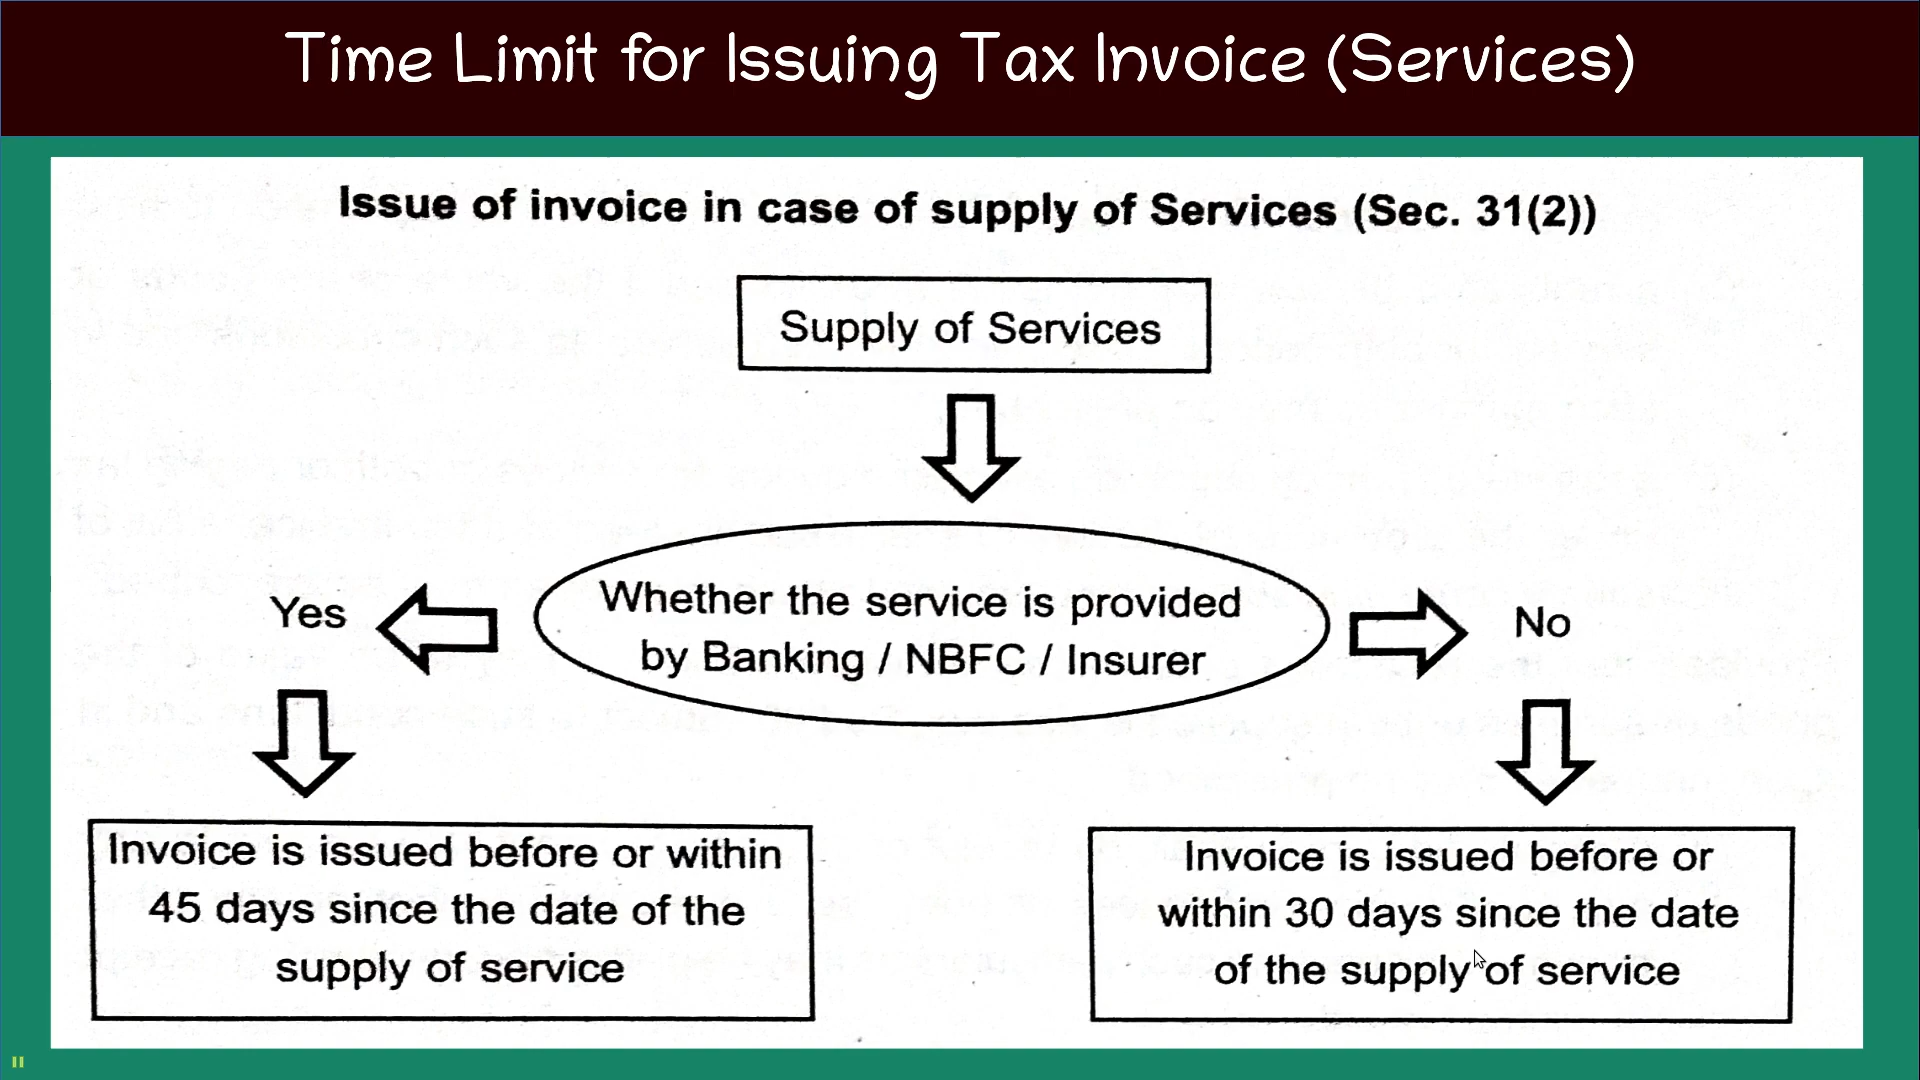 Time Limit for Issuing Tax Invoice (Services)
Issue of invoice in case of supply of Services (Sec. 31(2))
Supply of Services
Whether the service is provided
by Banking / NBFC / Insurer
Yes
No
Invoice is issued before or within
45 days since the date of the
supply of service
Invoice is issued before or
within 30 days since the date
of the supply of service